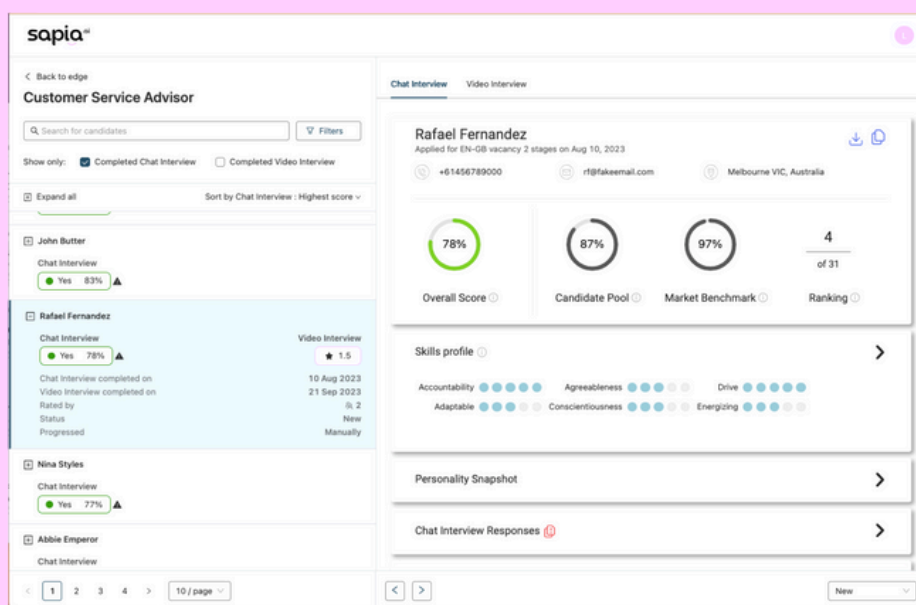 sapia ai
Back to edge
Customer Service Advisor
Search for candidates
Filters
Show only:
Completed Chat Interview
Completed Video Interview
Expand all
Sort by Chat Interview : Highest score
John Butter
Chat Interview
Yes 83%
Rafael Fernandez
Chat Interview
Video Interview
Yes 78%
1.5
Chat Interview completed on 10 Aug 2023
Video Interview completed on 21 Sep 2023
Rated by 2
Status New
Progressed Manually
Nina Styles
Chat Interview
Yes 77%
Abbie Emperor
Chat Interview
1 2 3 4
10 / page
Chat Interview
Video Interview
Rafael Fernandez
Applied for EN-GB vacancy 2 stages on Aug 10, 2023
+61456789000
rf@fakeemail.com
Melbourne VIC, Australia
78%
87%
97%
4
of 31
Overall Score
Candidate Pool
Market Benchmark
Ranking
Skills profile
Accountability
Agreeableness
Drive
Adaptable
Conscientiousness
Energizing
Personality Snapshot
Chat Interview Responses
New